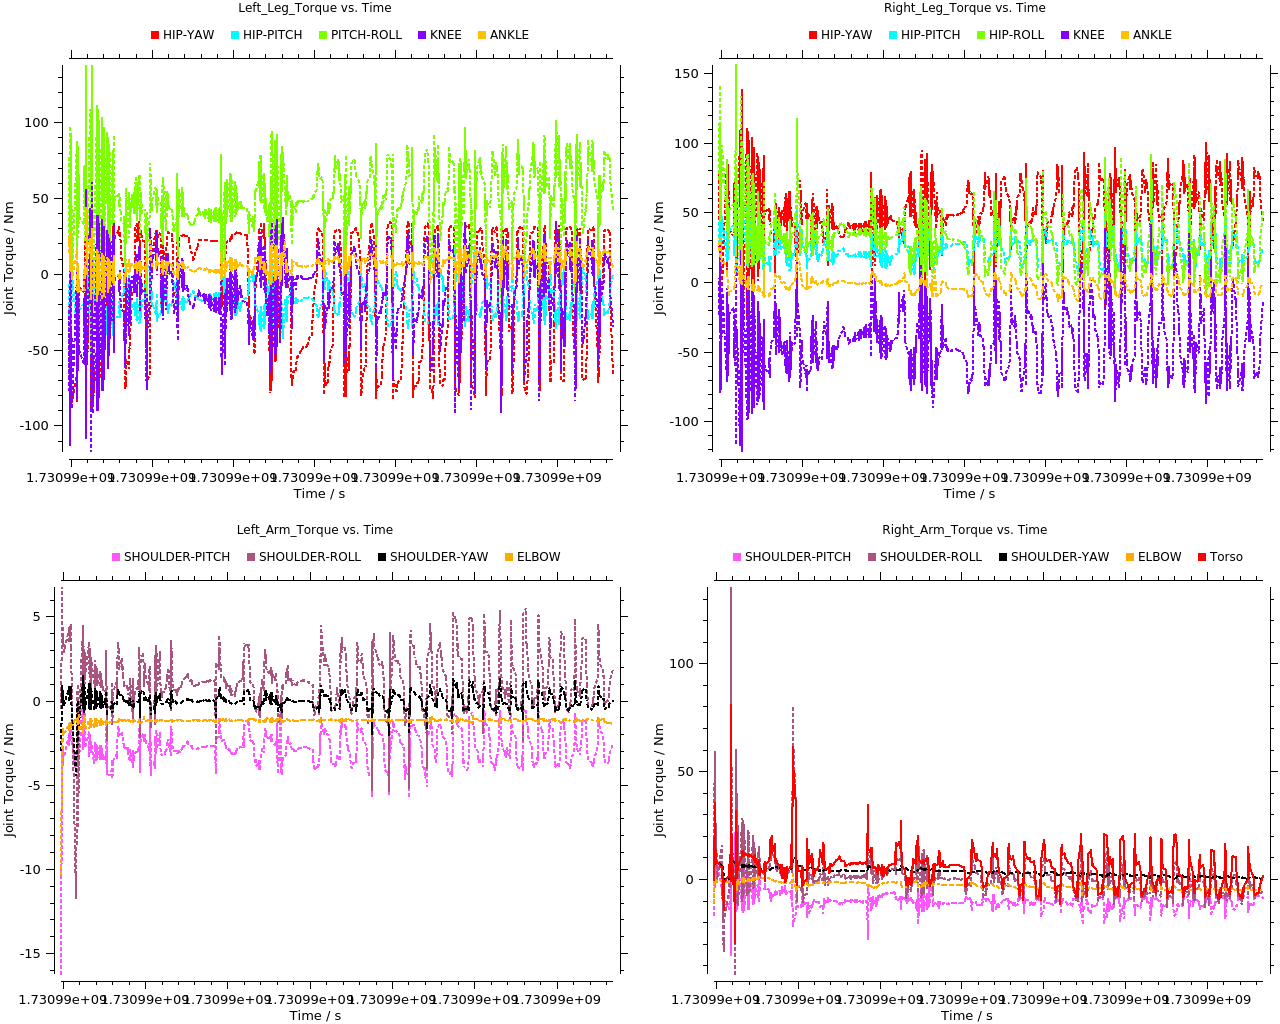 Left_Leg_Torque vs. Time
HIP-YAW HIP-PITCH PITCH-ROLL KNEE ANKLE
100
50
0
-50
-100
Joint Torque / Nm
1.73099e+09 1.73099e+09 1.73099e+09 1.73099e+09 1.73099e+09 1.73099e+09 1.73099e+09
Time / s
Right_Leg_Torque vs. Time
HIP-YAW HIP-PITCH HIP-ROLL KNEE ANKLE
150
100
50
0
-50
-100
Joint Torque / Nm
1.73099e+09 1.73099e+09 1.73099e+09 1.73099e+09 1.73099e+09 1.73099e+09 1.73099e+09
Time / s
Left_Arm_Torque vs. Time
SHOULDER-PITCH SHOULDER-ROLL SHOULDER-YAW ELBOW
5
0
-5
-10
-15
Joint Torque / Nm
1.73099e+09 1.73099e+09 1.73099e+09 1.73099e+09 1.73099e+09 1.73099e+09 1.73099e+09
Time / s
Right_Arm_Torque vs. Time
SHOULDER-PITCH SHOULDER-ROLL SHOULDER-YAW ELBOW Torso
100
50
0
Joint Torque / Nm
1.73099e+09 1.73099e+09 1.73099e+09 1.73099e+09 1.73099e+09 1.73099e+09 1.73099e+09
Time / s